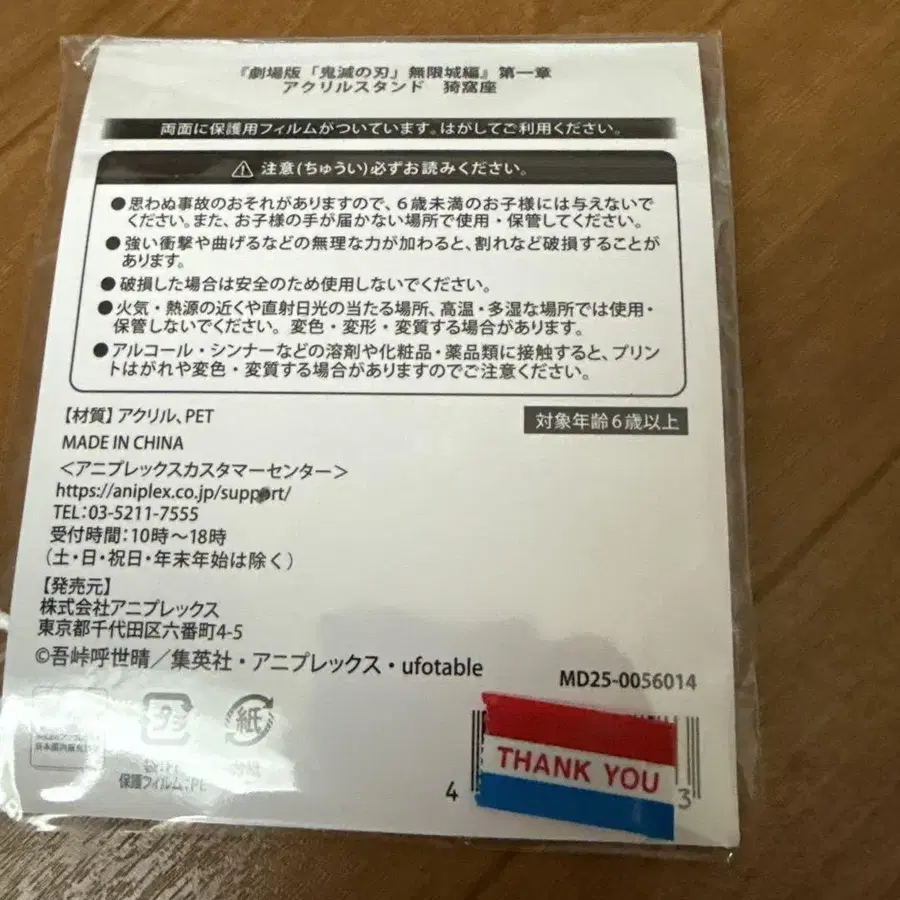 『劇場版「鬼滅の刃」無限城編』第一章
アクリルスタンド 猗窩座
両面に保護用フィルムがついています。はがしてご利用ください。
⚠ 注意(ちゅうい)必ずお読みください。
●思わぬ事故のおそれがありますので、6歳未満のお子様には与えないで
ください。また、お子様の手が届かない場所で使用・保管してください。
●強い衝撃や曲げるなどの無理な力が加わると、割れなど破損することが
あります。
●破損した場合は安全のため使用しないでください。
●火気・熱源の近くや直射日光の当たる場所、高温・多湿な場所では使用・
保管しないでください。変色・変形・変質する場合があります。
●アルコール・シンナーなどの溶剤や化粧品・薬品類に接触すると、プリン
トはがれや変色・変質する場合がありますのでご注意ください。
【材質】アクリル、PET
対象年齢6歳以上
MADE IN CHINA
<アニプレックスカスタマーセンター>
https://aniplex.co.jp/support/
TEL:03-5211-7555
受付時間:10時~18時
(土・日・祝日・年末年始は除く)
【発売元】
株式会社アニプレックス
東京都千代田区六番町4-5
©吾峠呼世晴/集英社・アニプレックス・ufotable
MD25-0056014
プラ
紙
保護フィルム:PE
THANK YOU
4
3